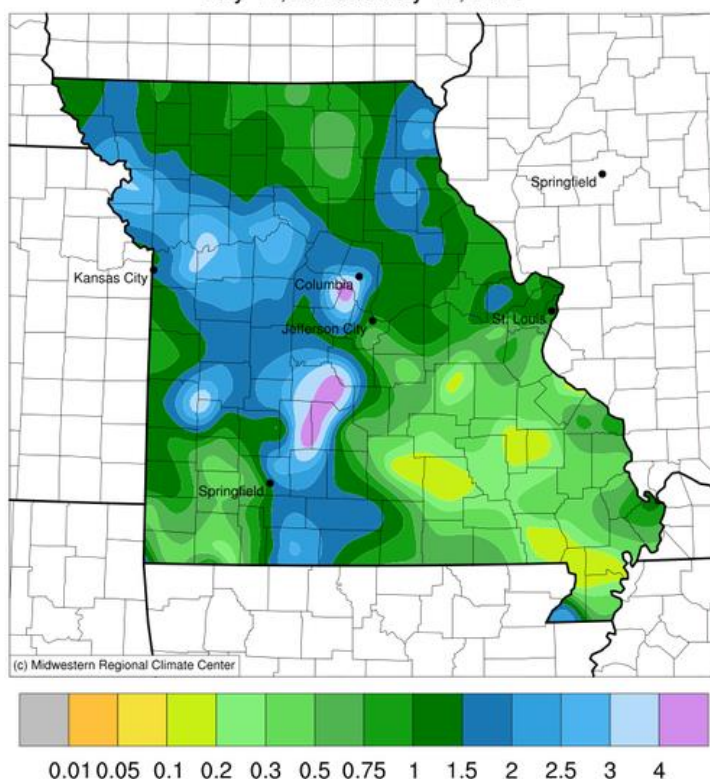 Springfield
Kansas City
Columbia
St. Louis
Jefferson City
Springfield
(c) Midwestern Regional Climate Center
0.01 0.05 0.1 0.2 0.3 0.5 0.75 1 1.5 2 2.5 3 4